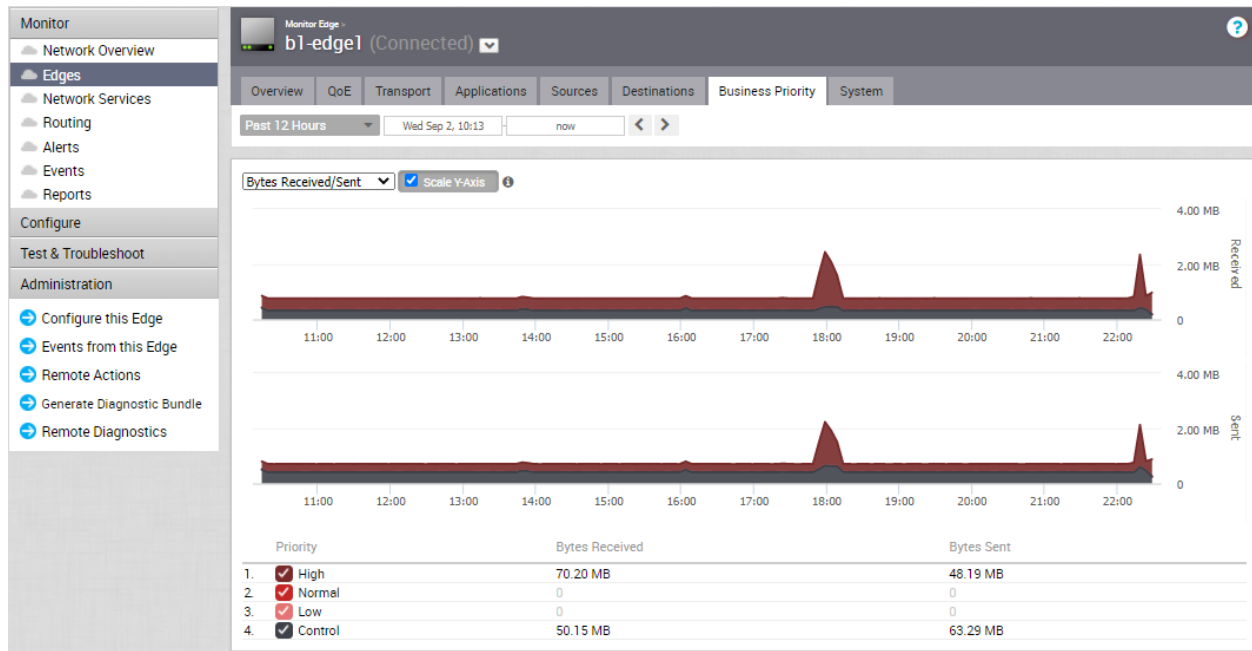 Monitor
Network Overview
Edges
Network Services
Routing
Alerts
Events
Reports
Configure
Test & Troubleshoot
Administration
Configure this Edge
Events from this Edge
Remote Actions
Generate Diagnostic Bundle
Remote Diagnostics
Monitor Edge »
b1-edge1 (Connected)
?
Overview QoE Transport Applications Sources Destinations Business Priority System
Past 12 Hours Wed Sep 2, 10:13 - now
Bytes Received/Sent Scale Y-Axis
4.00 MB
2.00 MB
0
Received
11:00 12:00 13:00 14:00 15:00 16:00 17:00 18:00 19:00 20:00 21:00 22:00
4.00 MB
2.00 MB
0
Sent
11:00 12:00 13:00 14:00 15:00 16:00 17:00 18:00 19:00 20:00 21:00 22:00
Priority Bytes Received Bytes Sent
1. High 70.20 MB 48.19 MB
2. Normal 0 0
3. Low 0 0
4. Control 50.15 MB 63.29 MB